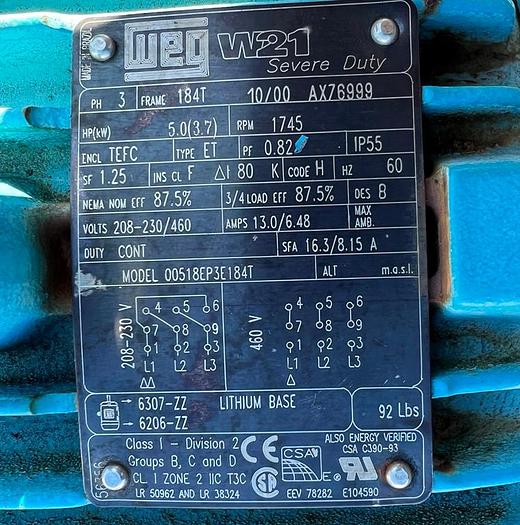 MADE IN BRAZIL
WEG W21
Severe Duty
PH 3 FRAME 184T 10/00 AX76999
HP(kW) 5.0(3.7) RPM 1745
ENCL TEFC TYPE ET PF 0.82 IP55
SF 1.25 INS CL F Δt 80 K CODE H HZ 60
NEMA NOM EFF 87.5% 3/4 LOAD EFF 87.5% DES B
VOLTS 208-230/460 AMPS 13.0/6.48 MAX AMB.
DUTY CONT SFA 16.3/8.15 A
MODEL 00518EP3E184T ALT m.a.s.l.
208-230 V
4 5 6
7 8 9
1 2 3
L1 L2 L3
ΔΔ
460 V
4 5 6
7 8 9
1 2 3
L1 L2 L3
Δ
6307-ZZ LITHIUM BASE
6206-ZZ
92 Lbs
Class I - Division 2
Groups B, C and D
CL I ZONE 2 IIC T3C
LR 50962 AND LR 38324
CE
SA
CSA
E
EEV 78282
ALSO ENERGY VERIFIED
CSA C390-93
RU
E104590